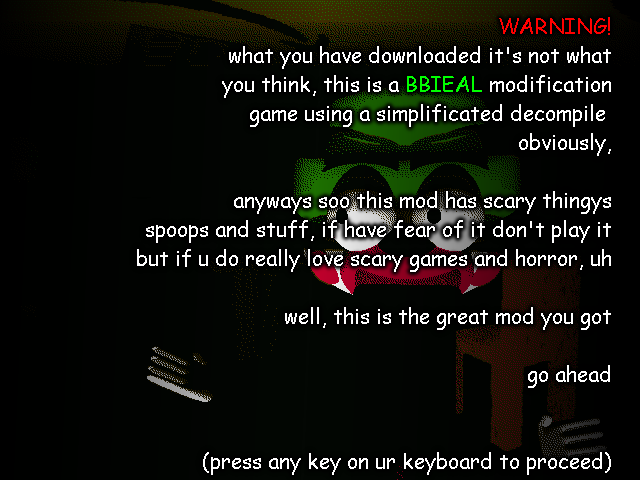 WARNING!
what you have downloaded it's not what
you think, this is a BBIEAL modification
game using a simplificated decompile
obviously,
anyways soo this mod has scary thingys
spoops and stuff, if have fear of it don't play it
but if u do really love scary games and horror, uh
well, this is the great mod you got
go ahead
(press any key on ur keyboard to proceed)